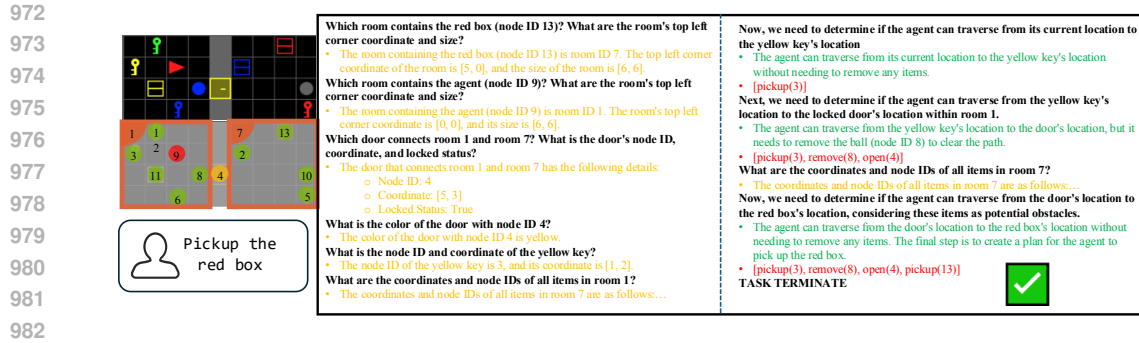 972
973
974
975
976
977
978
979
980
981
982
1
1
2
3
9
11
8
6
4
7
13
2
10
5
Pickup the
red box
Which room contains the red box (node ID 13)? What are the room's top left
corner coordinate and size?
• The room containing the red box (node ID 13) is room ID 7. The top left corner
coordinate of the room is [5, 0], and the size of the room is [6, 6].
Which room contains the agent (node ID 9)? What are the room's top left
corner coordinate and size?
• The room containing the agent (node ID 9) is room ID 1. The room's top left
corner coordinate is [0, 0], and its size is [6, 6].
Which door connects room 1 and room 7? What is the door's node ID,
coordinate, and locked status?
• The door that connects room 1 and room 7 has the following details:
o Node ID: 4
o Coordinate: [5, 3]
o Locked Status: True
What is the color of the door with node ID 4?
• The color of the door with node ID 4 is yellow.
What is the node ID and coordinate of the yellow key?
• The node ID of the yellow key is 3, and its coordinate is [1, 2].
What are the coordinates and node IDs of all items in room 1?
• The coordinates and node IDs of all items in room 7 are as follows:…
Now, we need to determine if the agent can traverse from its current location to
the yellow key's location
• The agent can traverse from its current location to the yellow key's location
without needing to remove any items.
• [pickup(3)]
Next, we need to determine if the agent can traverse from the yellow key's
location to the locked door's location within room 1.
• The agent can traverse from the yellow key's location to the door's location, but it
needs to remove the ball (node ID 8) to clear the path.
• [pickup(3), remove(8), open(4)]
What are the coordinates and node IDs of all items in room 7?
• The coordinates and node IDs of all items in room 7 are as follows:…
Now, we need to determine if the agent can traverse from the door's location to
the red box's location, considering these items as potential obstacles.
• The agent can traverse from the door's location to the red box's location without
needing to remove any items. The final step is to create a plan for the agent to
pick up the red box.
• [pickup(3), remove(8), open(4), pickup(13)]
TASK TERMINATE